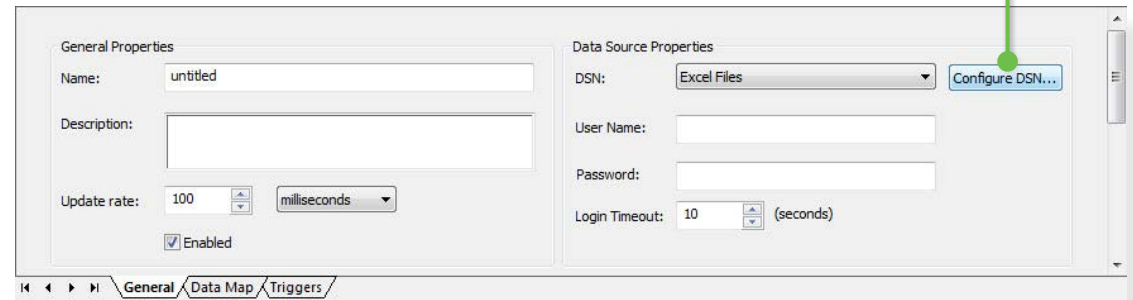 General Properties
Name: untitled
Description:
Update rate: 100 milliseconds
Enabled
Data Source Properties
DSN: Excel Files Configure DSN...
User Name:
Password:
Login Timeout: 10 (seconds)
General Data Map Triggers